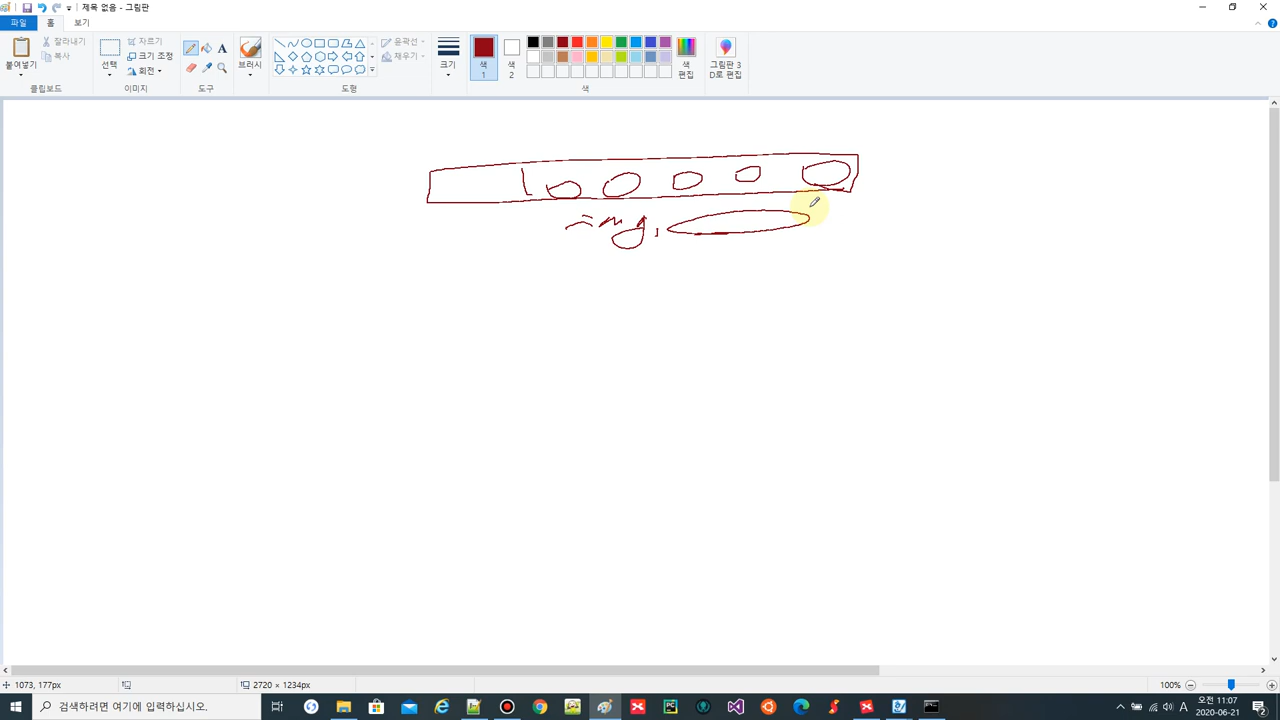 제목 없음 - 그림판
파일 홈 보기
잘라내기 자르기 윤곽선
복사 크기 조정 채우기
붙여넣기 선택 회전 브러시 크기 색 1 색 2 색 편집 그림판 3D로 편집
클립보드 이미지 도구 도형 색
1073, 177px 2720 × 1234px 100%
검색하려면 여기에 입력하십시오. A 오전 11:07
2020-06-21